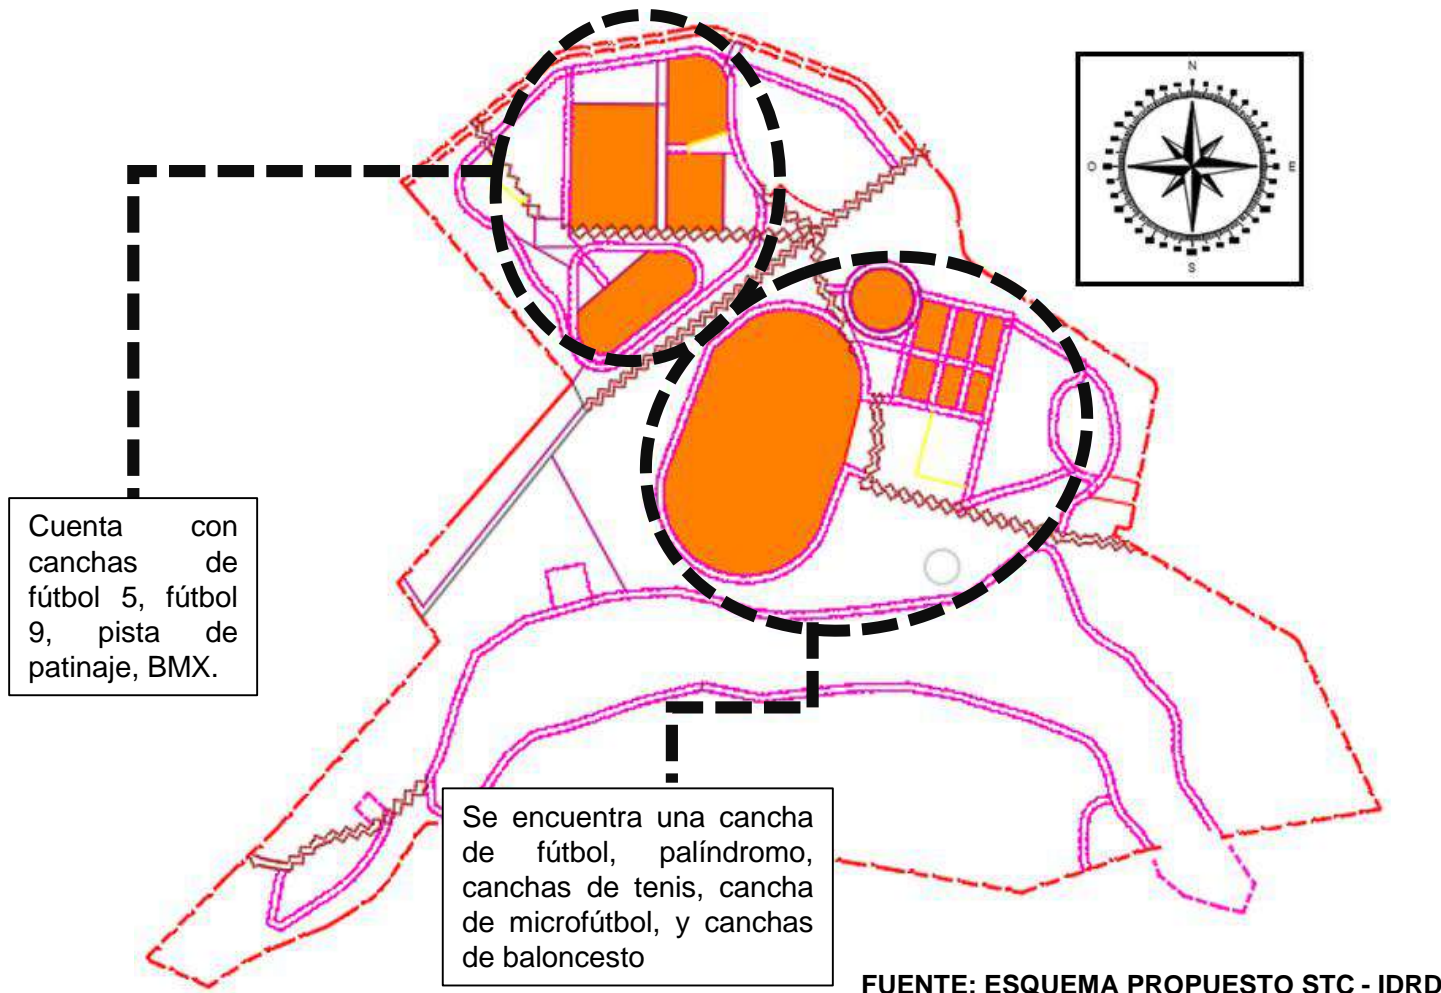 N
O
E
S
Cuenta con
canchas de
fútbol 5, fútbol
9, pista de
patinaje, BMX.
Se encuentra una cancha
de fútbol, palíndromo,
canchas de tenis, cancha
de microfútbol, y canchas
de baloncesto
FUENTE: ESQUEMA PROPUESTO STC - IDRD